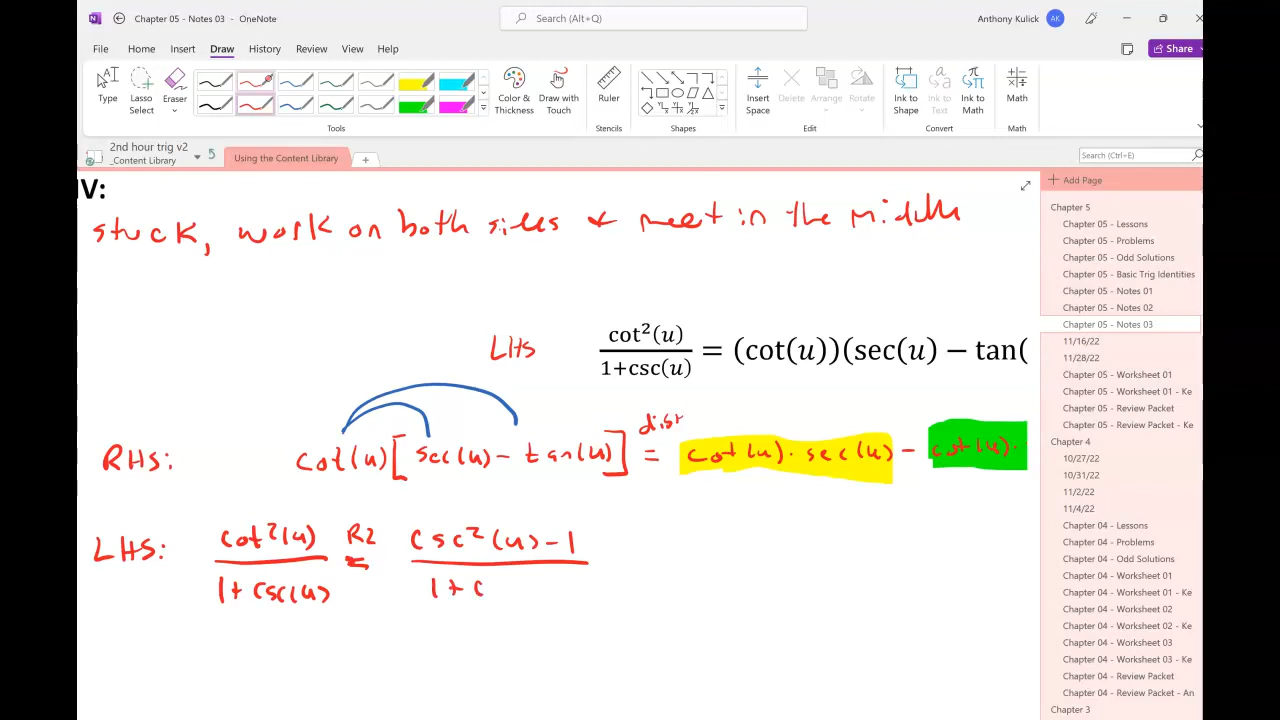 Chapter 05 - Notes 03 - OneNote
Search (Alt+Q)
Anthony Kulick AK
File Home Insert Draw History Review View Help Share
Type Lasso Select Eraser Color & Thickness Draw with Touch Ruler Insert Space Delete Arrange Rotate Ink to Shape Ink to Text Ink to Math Math
Tools Stencils Shapes Edit Convert Math
2nd hour trig v2
_Content Library
Using the Content Library
Search (Ctrl+E)
IV:
stuck, work on both sides + meet in the middle
LHS cot²(u)/1+csc(u) = (cot(u))(sec(u) − tan(
dist
RHS: cot(u)[sec(u) − tan(u)] = cot(u)· sec(u) − cot(u)·
LHS: cot²(u)/1+csc(u) R2 = csc²(u)−1/1+c
Add Page
Chapter 5
Chapter 05 - Lessons
Chapter 05 - Problems
Chapter 05 - Odd Solutions
Chapter 05 - Basic Trig Identities
Chapter 05 - Notes 01
Chapter 05 - Notes 02
Chapter 05 - Notes 03
11/16/22
11/28/22
Chapter 05 - Worksheet 01
Chapter 05 - Worksheet 01 - Ke
Chapter 05 - Review Packet
Chapter 05 - Review Packet - Ke
Chapter 4
10/27/22
10/31/22
11/2/22
11/4/22
Chapter 04 - Lessons
Chapter 04 - Problems
Chapter 04 - Odd Solutions
Chapter 04 - Worksheet 01
Chapter 04 - Worksheet 01 - Ke
Chapter 04 - Worksheet 02
Chapter 04 - Worksheet 02 - Ke
Chapter 04 - Worksheet 03
Chapter 04 - Worksheet 03 - Ke
Chapter 04 - Review Packet
Chapter 04 - Review Packet - An
Chapter 3